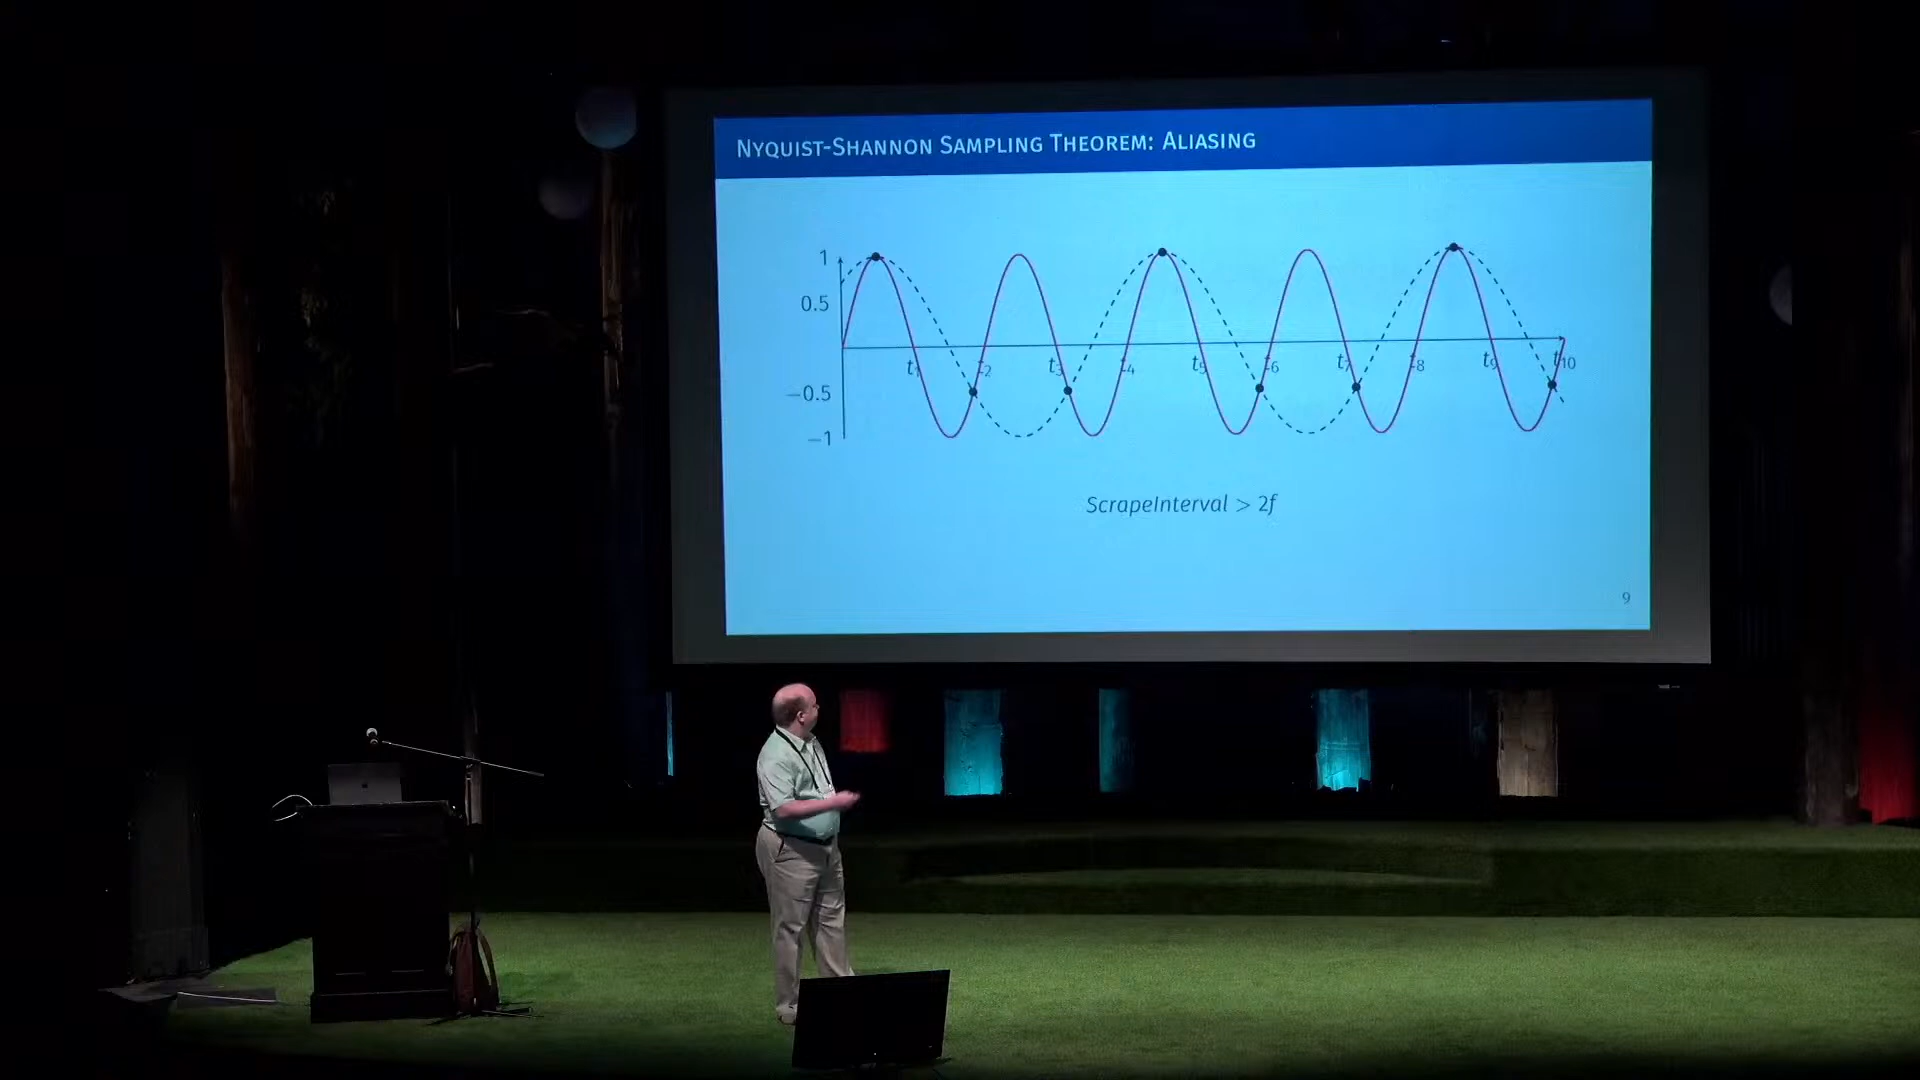 NYQUIST-SHANNON SAMPLING THEOREM: ALIASING
1
0.5
−0.5
−1
t1 t2 t3 t4 t5 t6 t7 t8 t9 t10
ScrapeInterval > 2f
9